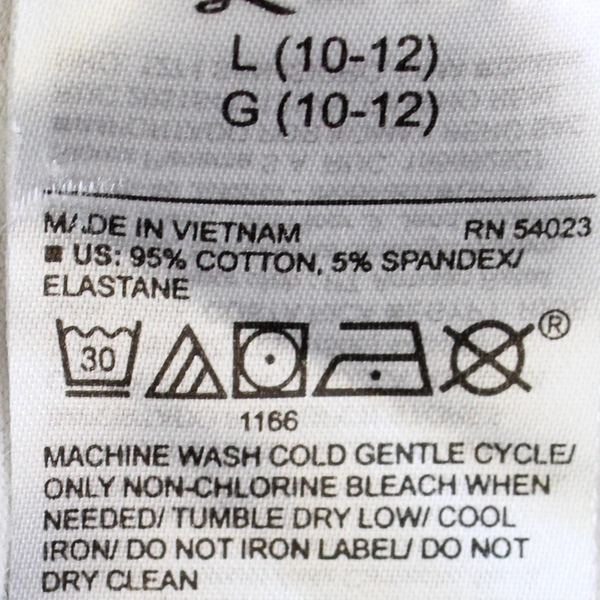 L (10-12)
G (10-12)
MADE IN VIETNAM RN 54023
US: 95% COTTON, 5% SPANDEX/
ELASTANE
30 ®
1166
MACHINE WASH COLD GENTLE CYCLE/
ONLY NON-CHLORINE BLEACH WHEN
NEEDED/ TUMBLE DRY LOW/ COOL
IRON/ DO NOT IRON LABEL/ DO NOT
DRY CLEAN